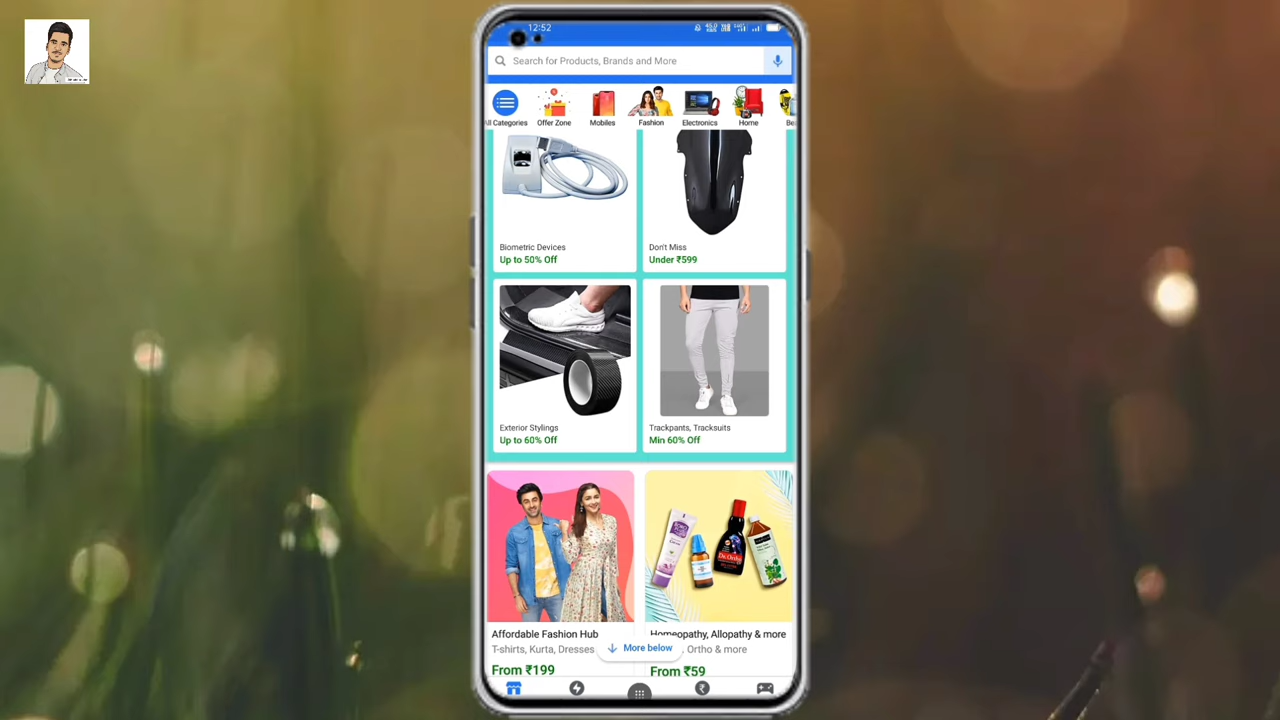 12:52
Search for Products, Brands and More
All Categories
Offer Zone
Mobiles
Fashion
Electronics
Home
Biometric Devices
Up to 50% Off
Don't Miss
Under ₹599
Exterior Stylings
Up to 60% Off
Trackpants, Tracksuits
Min 60% Off
Dr. Ortho
Affordable Fashion Hub
T-shirts, Kurta, Dresses
From ₹199
Homeopathy, Allopathy & more
Ortho & more
From ₹59
More below